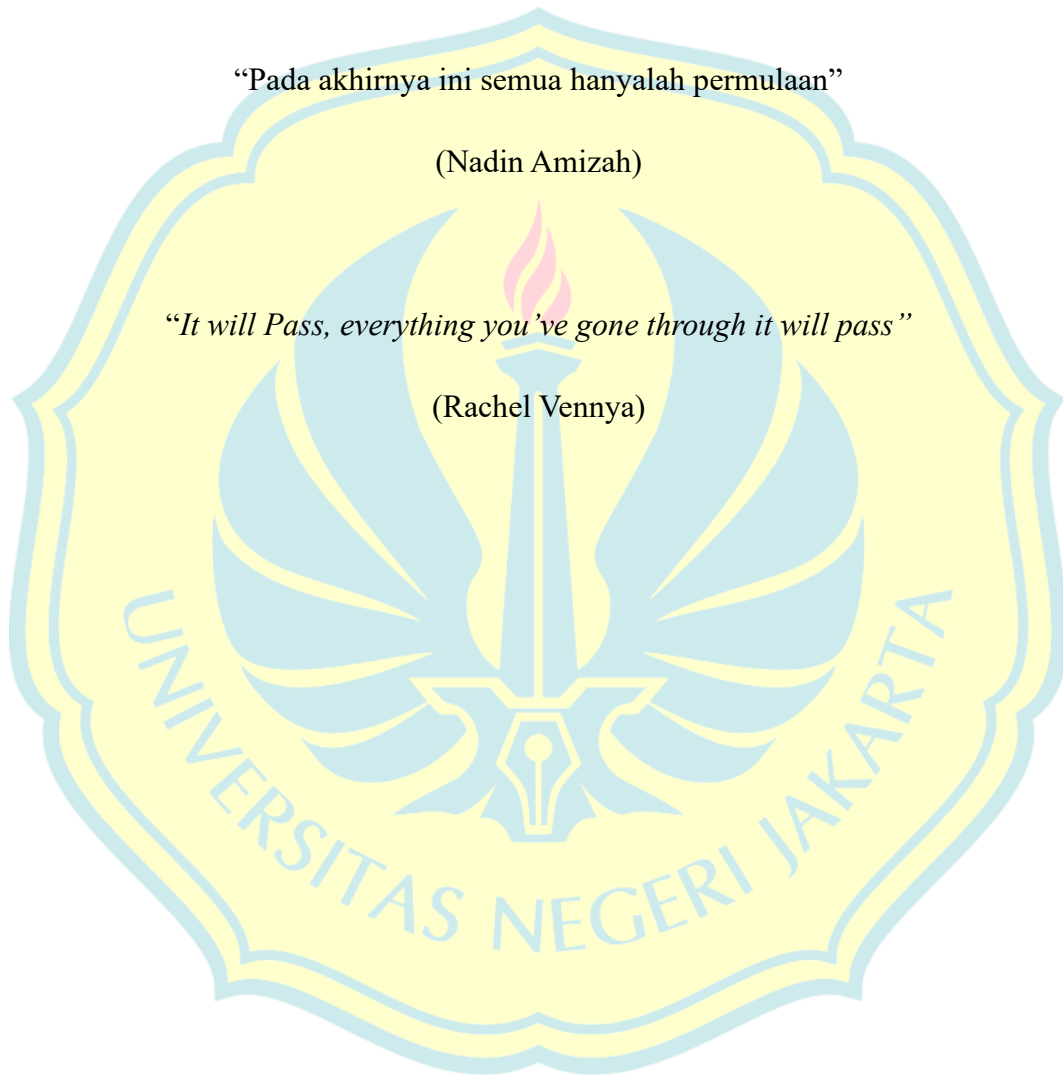 “Pada akhirnya ini semua hanyalah permulaan”
(Nadin Amizah)
“It will Pass, everything you’ve gone through it will pass”
(Rachel Vennya)
UNIVERSITAS NEGERI JAKARTA